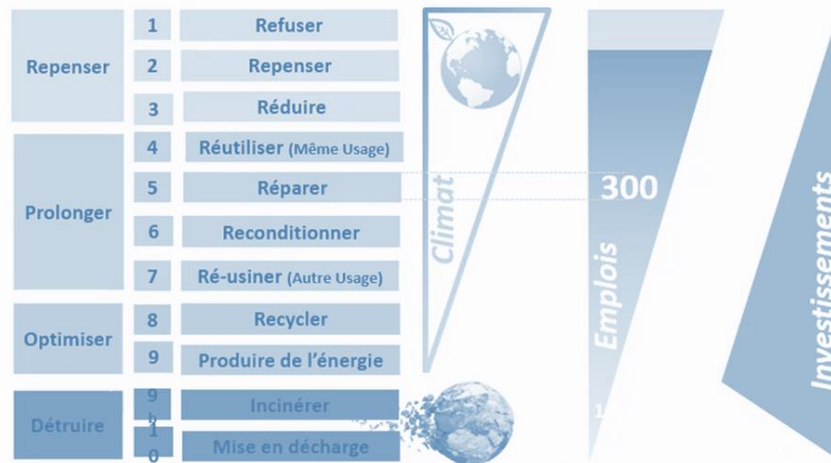 Repenser
1 Refuser
2 Repenser
3 Réduire
Prolonger
4 Réutiliser (Même Usage)
5 Réparer
6 Reconditionner
7 Ré-usiner (Autre Usage)
Optimiser
8 Recycler
9 Produire de l'énergie
Détruire
9b Incinérer
10 Mise en décharge
Climat
300
Emplois
1
Investissements